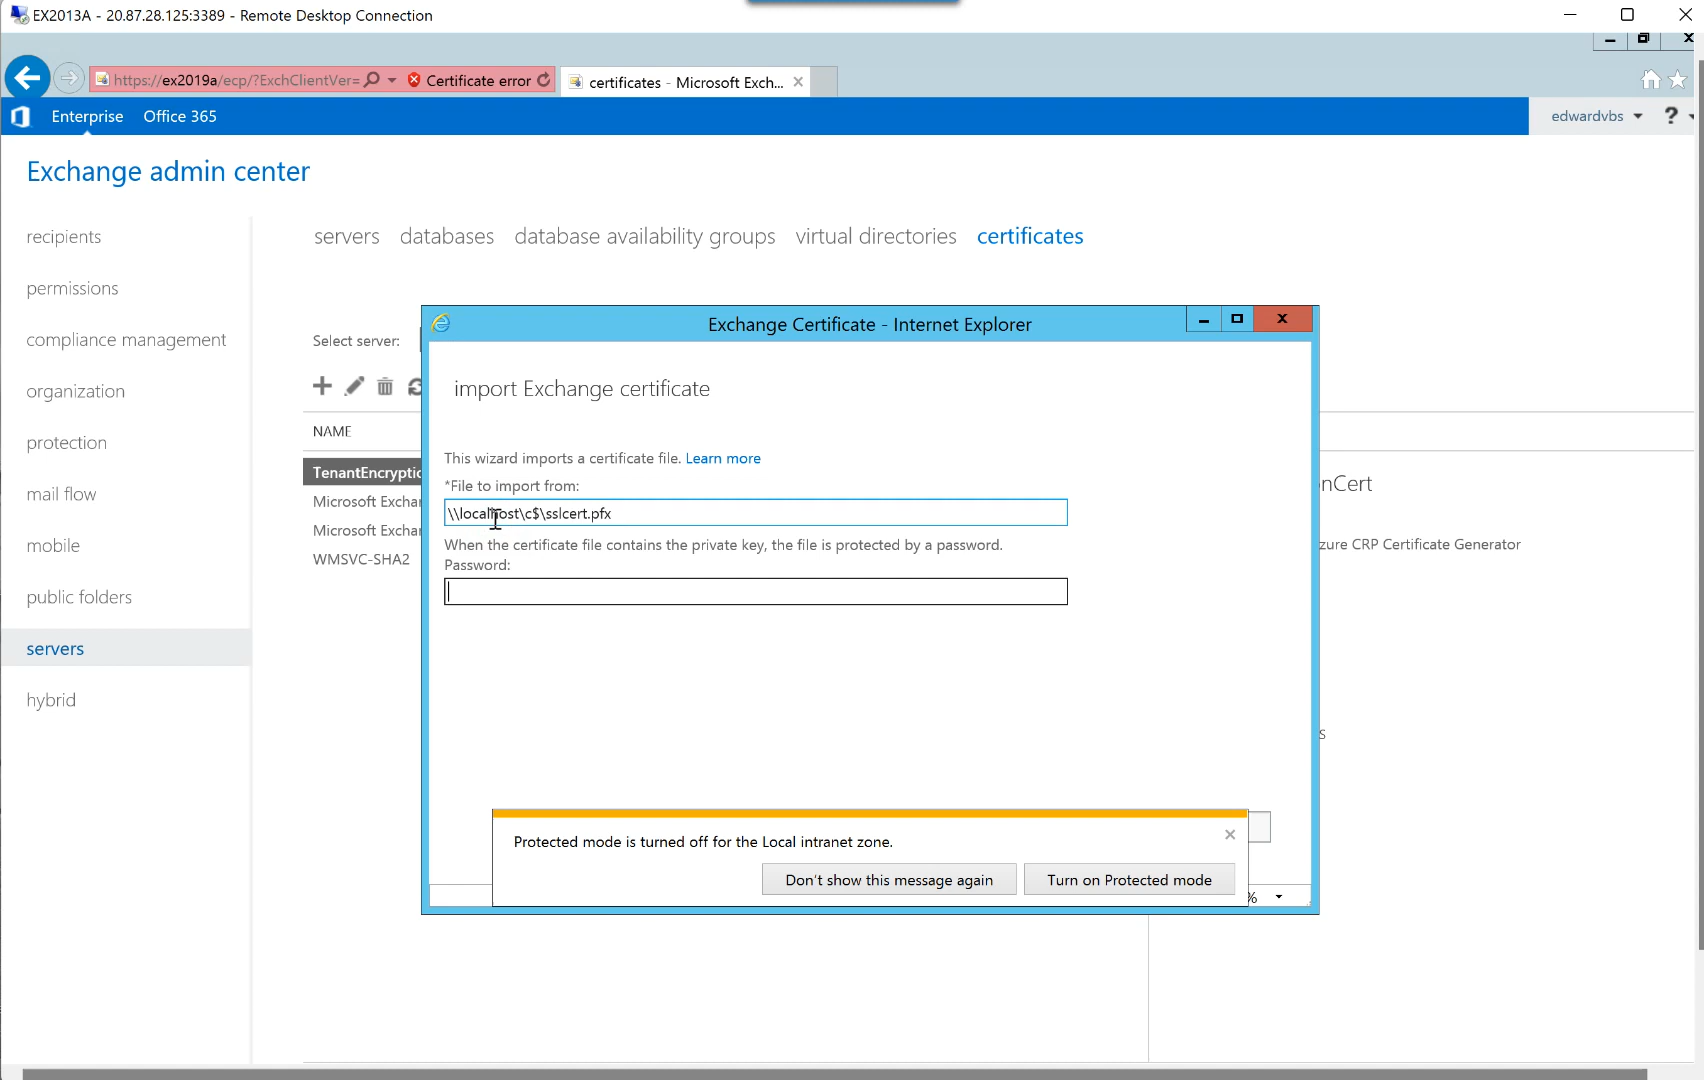 EX2013A - 20.87.28.125:3389 - Remote Desktop Connection
https://ex2019a/ecp/?ExchClientVer=
Certificate error
certificates - Microsoft Exch...
Enterprise
Office 365
edwardvbs
?
Exchange admin center
recipients
permissions
compliance management
organization
protection
mail flow
mobile
public folders
servers
hybrid
servers databases database availability groups virtual directories certificates
Select server:
NAME
TenantEncryptic
Microsoft Exchar
Microsoft Exchar
WMSVC-SHA2
nCert
zure CRP Certificate Generator
s
Exchange Certificate - Internet Explorer
import Exchange certificate
This wizard imports a certificate file. Learn more
*File to import from:
\\localhost\c$\sslcert.pfx
When the certificate file contains the private key, the file is protected by a password.
Password:
Protected mode is turned off for the Local intranet zone.
Don't show this message again
Turn on Protected mode
%